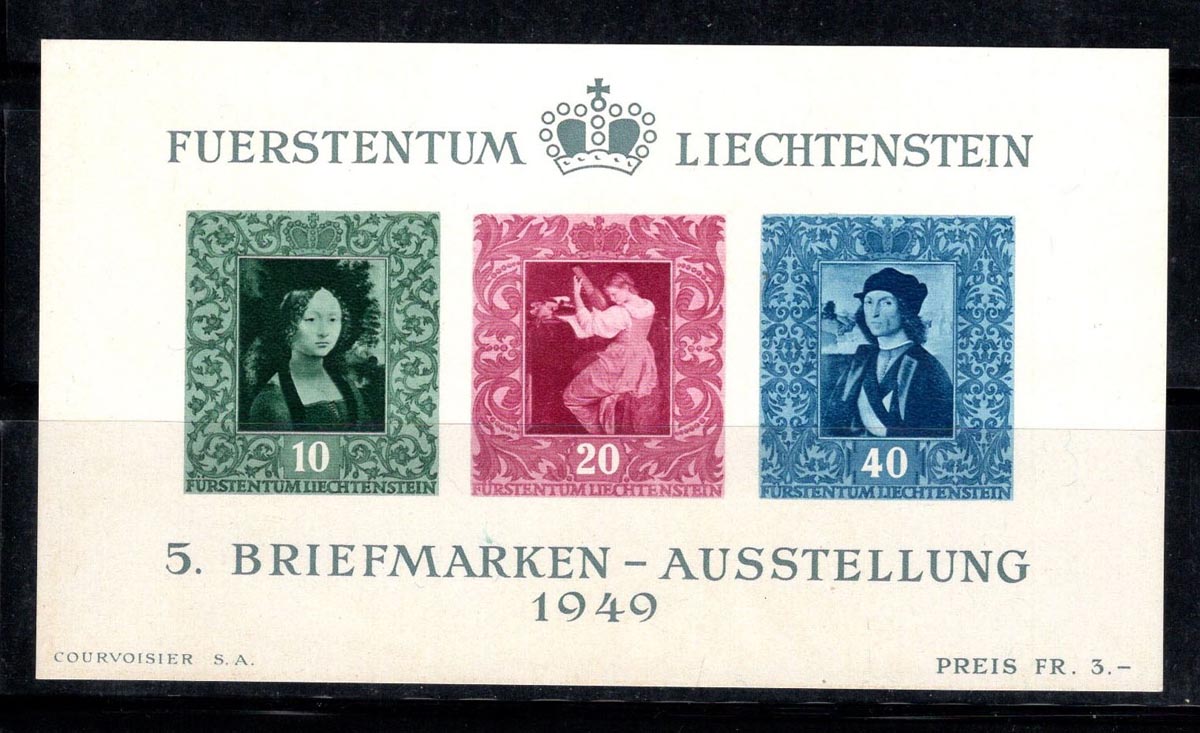 FUERSTENTUM LIECHTENSTEIN
10 20 40
FÜRSTENTUM LIECHTENSTEIN FÜRSTENTUM LIECHTENSTEIN FÜRSTENTUM LIECHTENSTEIN
5. BRIEFMARKEN – AUSSTELLUNG
1949
COURVOISIER S. A. PREIS FR. 3.–